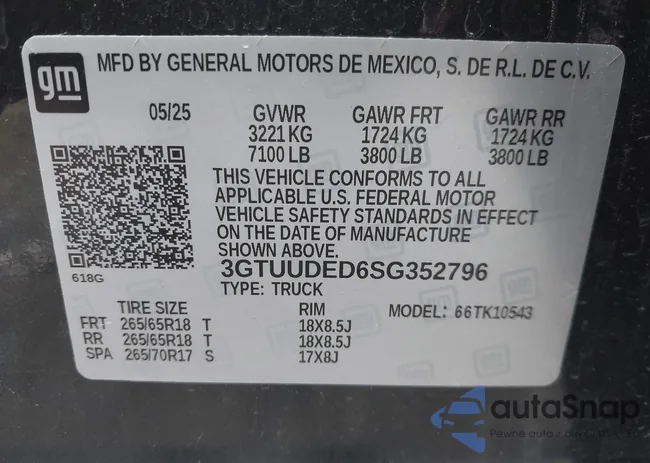 gm
MFD BY GENERAL MOTORS DE MEXICO, S. DE R.L. DE C.V.
05/25 GVWR GAWR FRT GAWR RR
3221 KG 1724 KG 1724 KG
7100 LB 3800 LB 3800 LB
THIS VEHICLE CONFORMS TO ALL
APPLICABLE U.S. FEDERAL MOTOR
VEHICLE SAFETY STANDARDS IN EFFECT
ON THE DATE OF MANUFACTURE
SHOWN ABOVE.
618G
3GTUUDED6SG352796
TYPE: TRUCK
TIRE SIZE RIM MODEL: 66TK10543
FRT 265/65R18 T 18X8.5J
RR 265/65R18 T 18X8.5J
SPA 265/70R17 S 17X8J
autaSnap
Pewne auta z